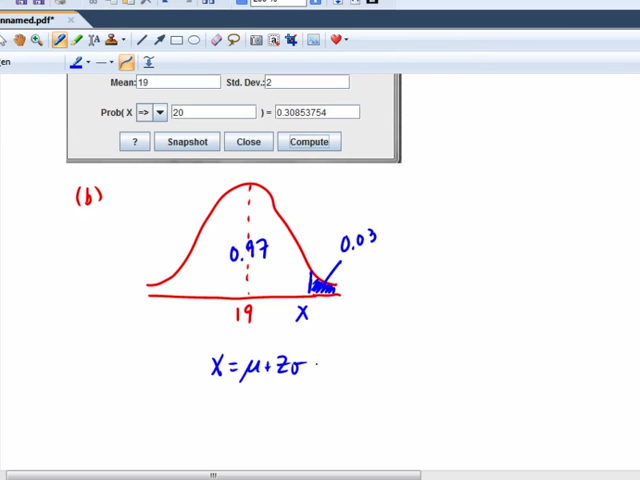 nnamed.pdf*
en
Mean: 19 Std. Dev.: 2
Prob( X => 20 ) = 0.30853754
? Snapshot Close Compute
(b)
0.97
0.03
19 X
X = μ + zσ